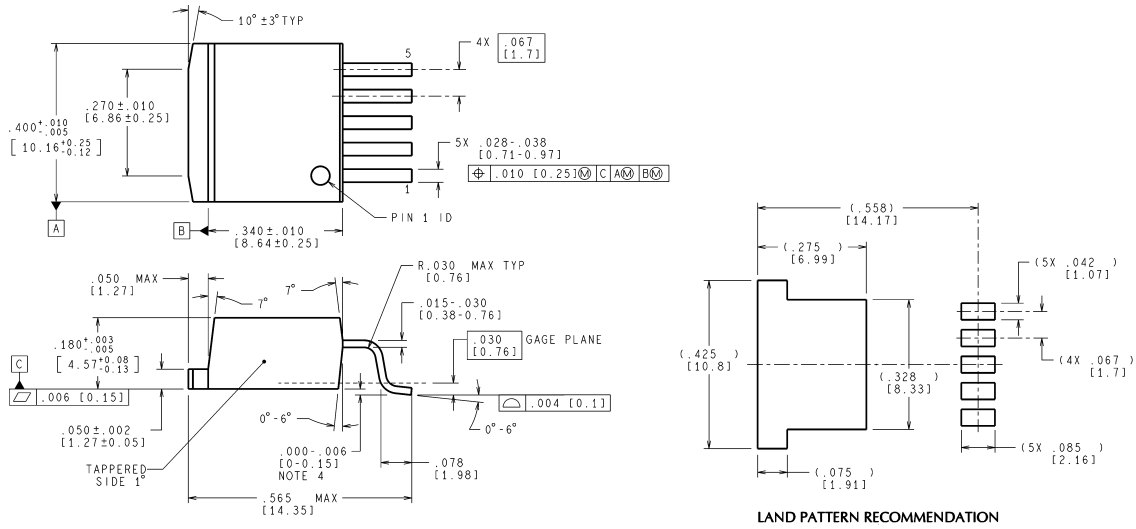 10° ±3° TYP
4X .067
[1.7]
5
.270±.010
[6.86±0.25]
.400+.010
-.005
[10.16+0.25
-0.12]
5X .028-.038
[0.71-0.97]
⌖ .010 [0.25]Ⓜ C AⓂ BⓂ
1
PIN 1 ID
A
B
.340±.010
[8.64±0.25]
.050 MAX
[1.27]
7°
7°
R.030 MAX TYP
[0.76]
.015-.030
[0.38-0.76]
.030
[0.76]
GAGE PLANE
.180+.003
-.005
[4.57+0.08
-0.13]
C
⏥ .006 [0.15]
⌓ .004 [0.1]
0°-6°
0°-6°
.050±.002
[1.27±0.05]
TAPPERED
SIDE 1°
.000-.006
[0-0.15]
NOTE 4
.078
[1.98]
.565 MAX
[14.35]
(.558 )
[14.17]
(.275 )
[6.99]
(5X .042 )
[1.07]
(.425 )
[10.8]
(.328 )
[8.33]
(4X .067 )
[1.7]
(5X .085 )
[2.16]
(.075 )
[1.91]
LAND PATTERN RECOMMENDATION